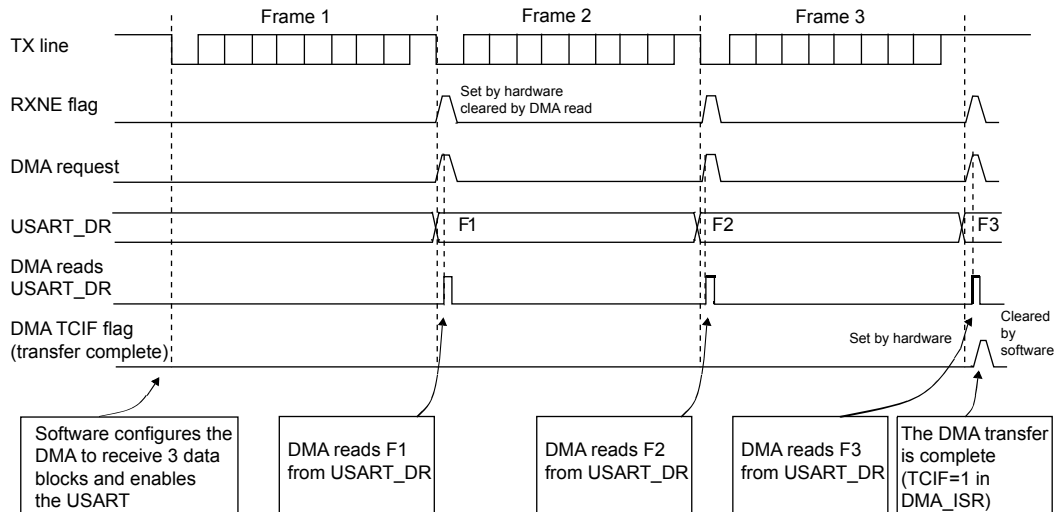 Frame 1
Frame 2
Frame 3
TX line
RXNE flag
Set by hardware
cleared by DMA read
DMA request
USART_DR
F1
F2
F3
DMA reads
USART_DR
DMA TCIF flag
(transfer complete)
Set by hardware
Cleared
by
software
Software configures the
DMA to receive 3 data
blocks and enables
the USART
DMA reads F1
from USART_DR
DMA reads F2
from USART_DR
DMA reads F3
from USART_DR
The DMA transfer
is complete
(TCIF=1 in
DMA_ISR)